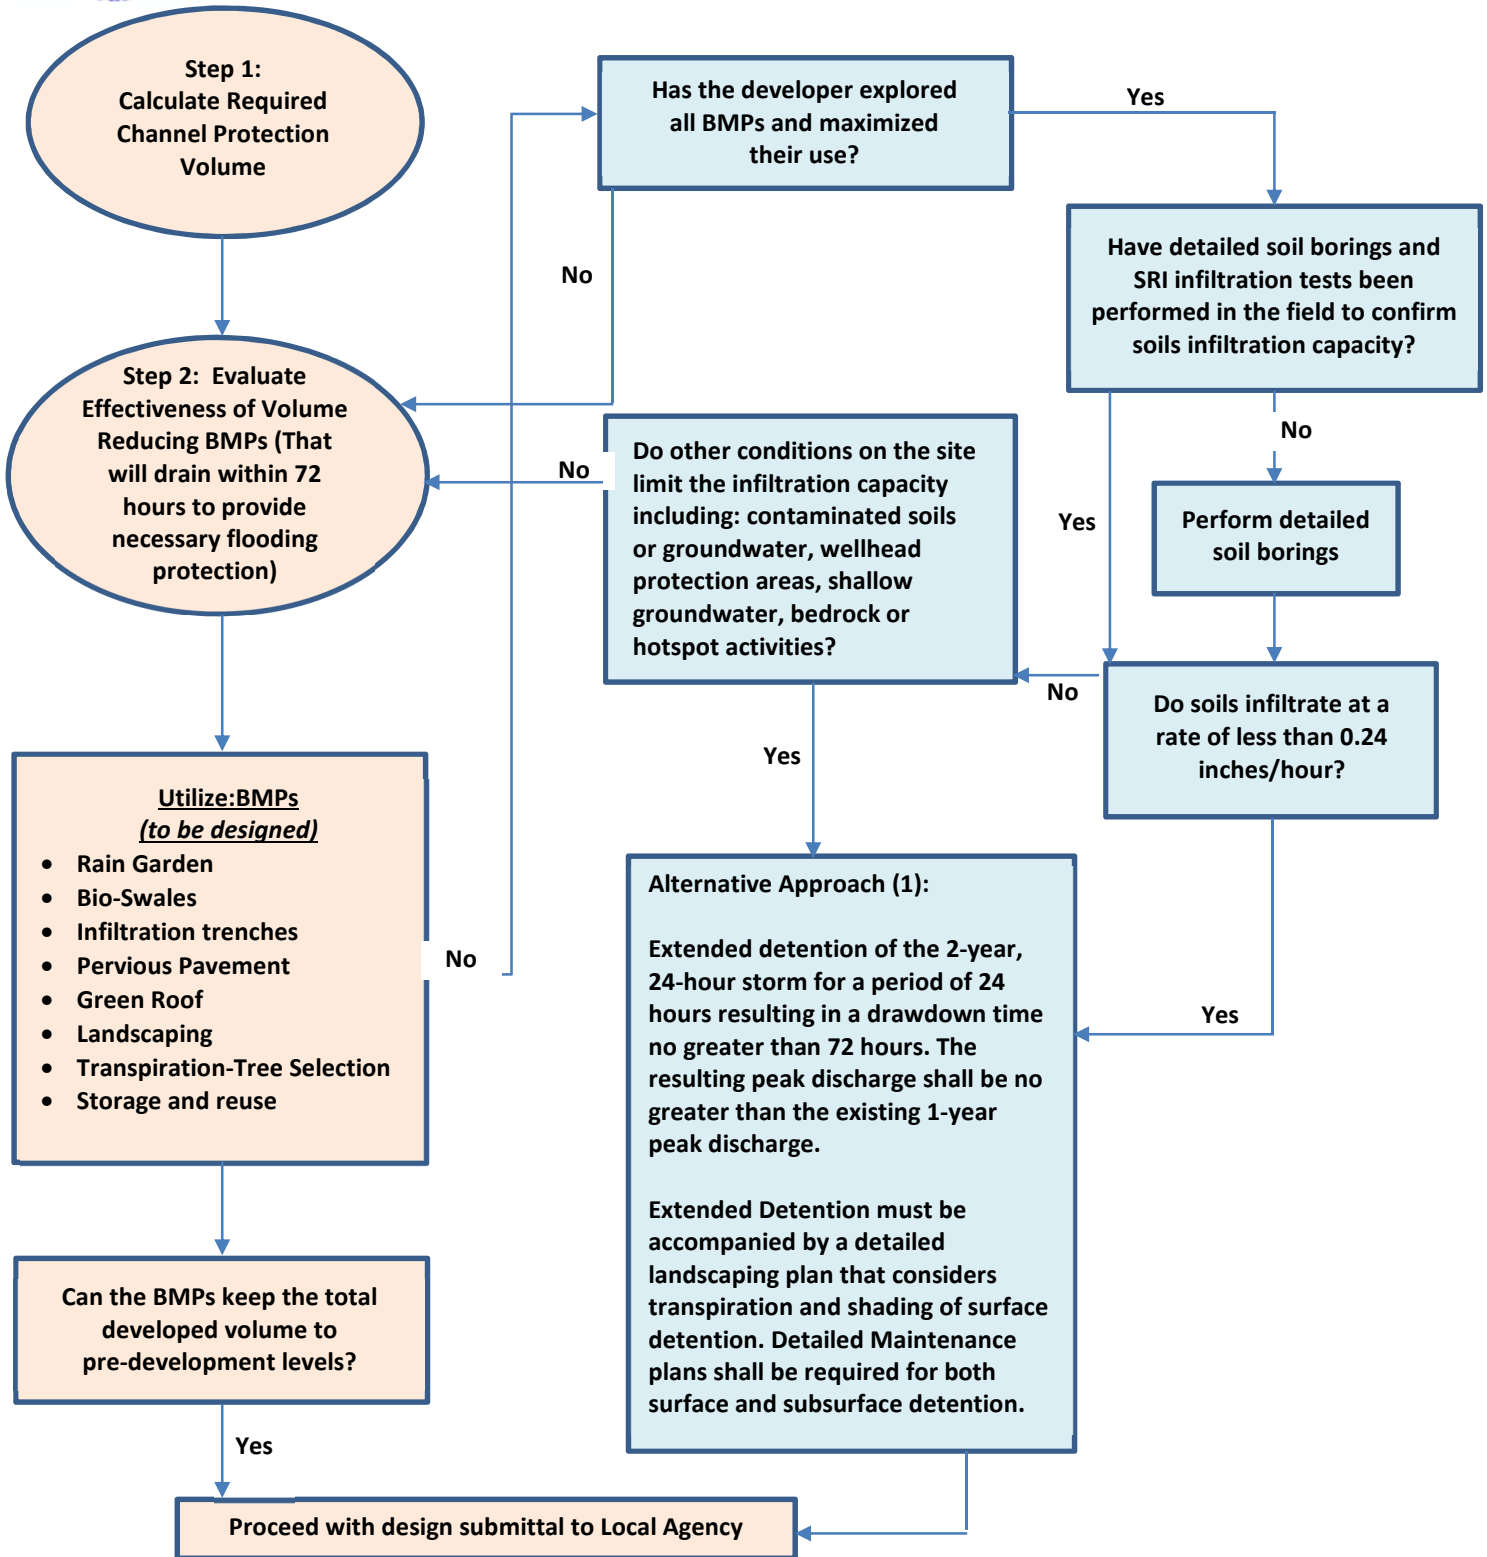 Step 1:
Calculate Required
Channel Protection
Volume
Has the developer explored
all BMPs and maximized
their use?
Yes
No
Have detailed soil borings and
SRI infiltration tests been
performed in the field to confirm
soils infiltration capacity?
Step 2:  Evaluate
Effectiveness of Volume
Reducing BMPs (That
will drain within 72
hours to provide
necessary flooding
protection)
No
Do other conditions on the site
limit the infiltration capacity
including: contaminated soils
or groundwater, wellhead
protection areas, shallow
groundwater, bedrock or
hotspot activities?
Yes
No
Perform detailed
soil borings
No
Do soils infiltrate at a
rate of less than 0.24
inches/hour?
Yes
Yes
Utilize:BMPs
(to be designed)
• Rain Garden
• Bio-Swales
• Infiltration trenches
• Pervious Pavement
• Green Roof
• Landscaping
• Transpiration-Tree Selection
• Storage and reuse
No
Alternative Approach (1):
Extended detention of the 2-year,
24-hour storm for a period of 24
hours resulting in a drawdown time
no greater than 72 hours. The
resulting peak discharge shall be no
greater than the existing 1-year
peak discharge.
Extended Detention must be
accompanied by a detailed
landscaping plan that considers
transpiration and shading of surface
detention. Detailed Maintenance
plans shall be required for both
surface and subsurface detention.
Can the BMPs keep the total
developed volume to
pre-development levels?
Yes
Proceed with design submittal to Local Agency